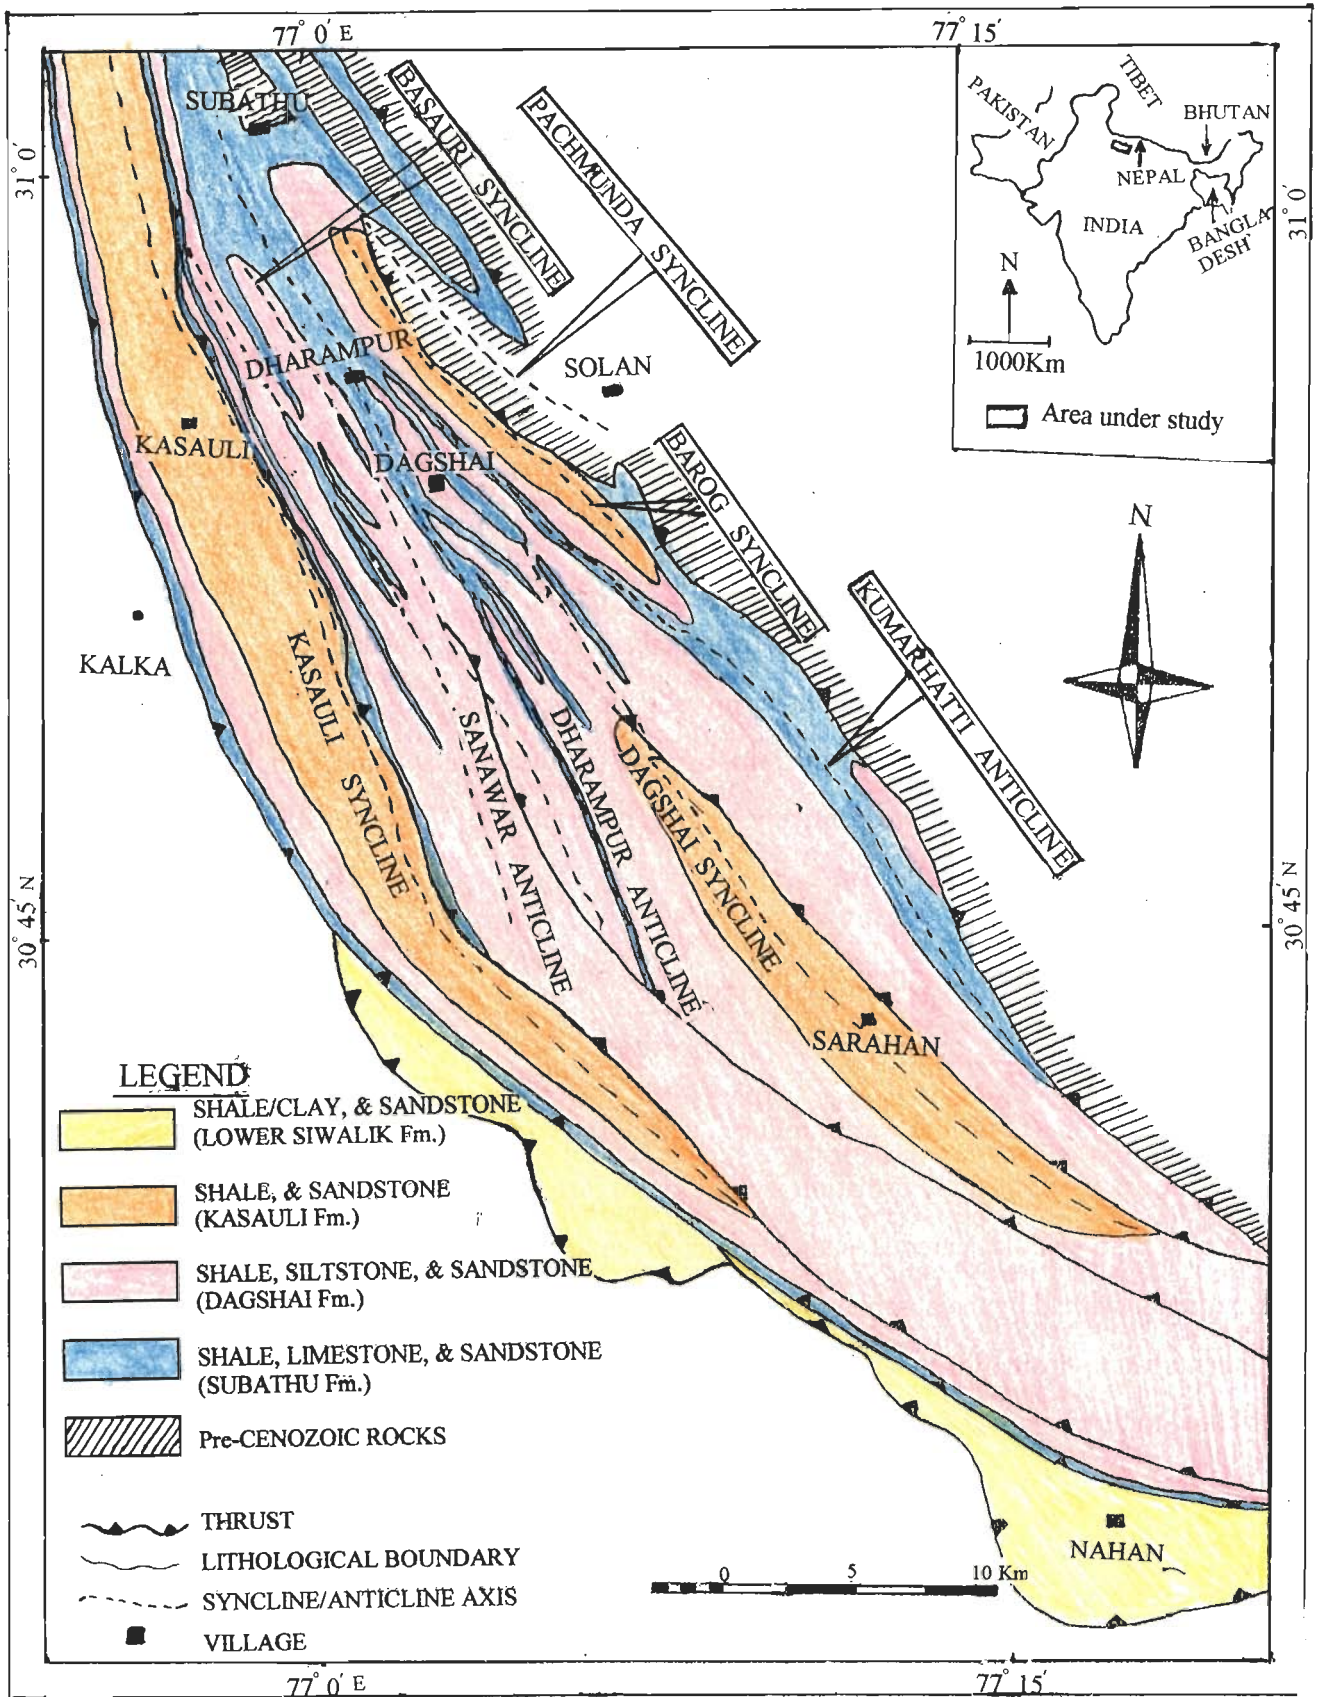 77° 0' E
77° 15'
31° 0'
31° 0'
30° 45' N
30° 45' N
77° 0' E
77° 15'
SUBATHU
BASAURI SYNCLINE
PACHMUNDA SYNCLINE
SOLAN
DHARAMPUR
KASAULI
DAGSHAI
BAROG SYNCLINE
KUMARHATTI ANTICLINE
KALKA
KASAULI SYNCLINE
SANAWAR ANTICLINE
DHARAMPUR ANTICLINE
DAGSHAI SYNCLINE
SARAHAN
NAHAN
PAKISTAN
TIBET
BHUTAN
NEPAL
INDIA
BANGLA
DESH
N
1000Km
Area under study
N
LEGEND
SHALE/CLAY, & SANDSTONE
(LOWER SIWALIK Fm.)
SHALE, & SANDSTONE
(KASAULI Fm.)
SHALE, SILTSTONE, & SANDSTONE
(DAGSHAI Fm.)
SHALE, LIMESTONE, & SANDSTONE
(SUBATHU Fm.)
Pre-CENOZOIC ROCKS
THRUST
LITHOLOGICAL BOUNDARY
SYNCLINE/ANTICLINE AXIS
VILLAGE
0 5 10 Km